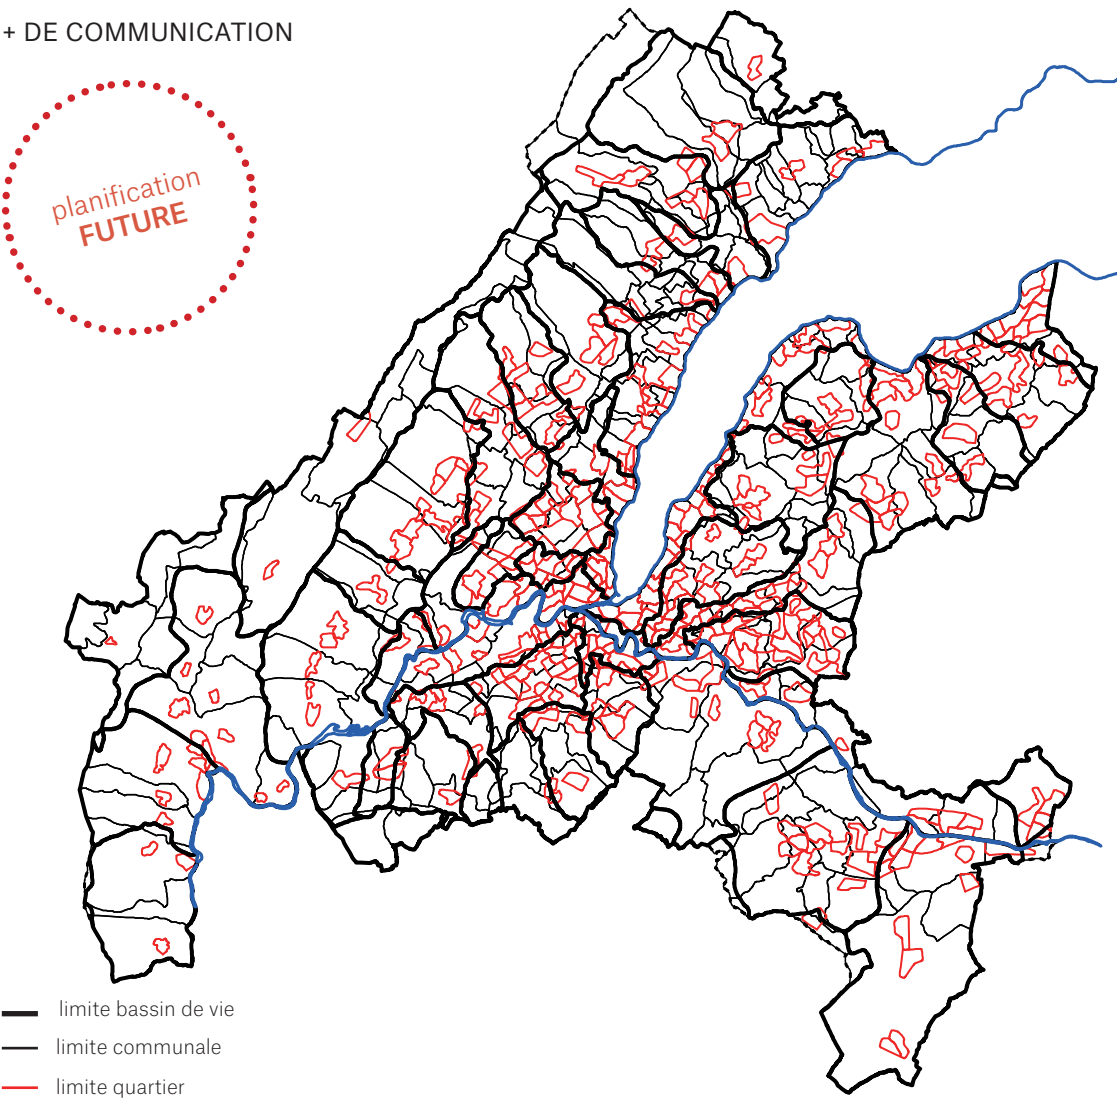 + DE COMMUNICATION
planification
FUTURE
limite bassin de vie
limite communale
limite quartier